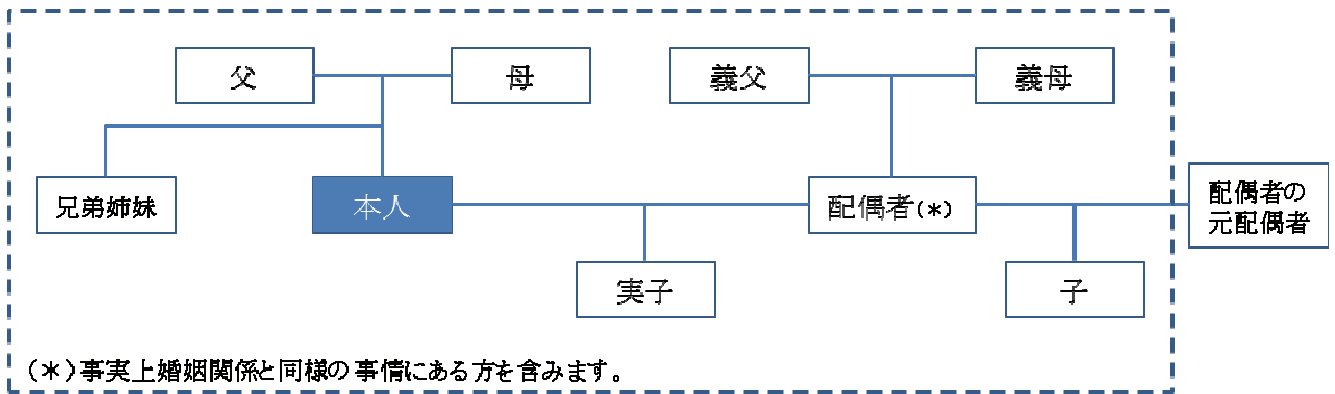 父
母
義父
義母
兄弟姉妹
本人
配偶者(*)
配偶者の
元配偶者
実子
子
(*)事実上婚姻関係と同様の事情にある方を含みます。